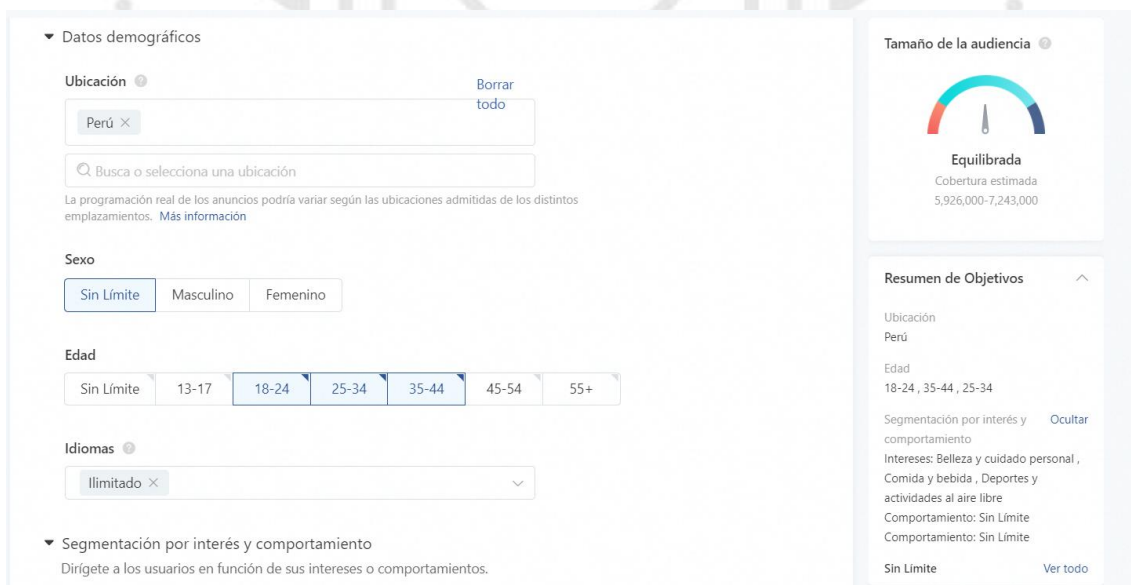 Datos demográficos
Ubicación
Borrar
todo
Perú ×
Busca o selecciona una ubicación
La programación real de los anuncios podría variar según las ubicaciones admitidas de los distintos
emplazamientos. Más información
Sexo
Sin Límite Masculino Femenino
Edad
Sin Límite 13-17 18-24 25-34 35-44 45-54 55+
Idiomas
Ilimitado ×
Segmentación por interés y comportamiento
Dirígete a los usuarios en función de sus intereses o comportamientos.
Tamaño de la audiencia
Equilibrada
Cobertura estimada
5,926,000-7,243,000
Resumen de Objetivos
Ubicación
Perú
Edad
18-24 , 35-44 , 25-34
Segmentación por interés y Ocultar
comportamiento
Intereses: Belleza y cuidado personal ,
Comida y bebida , Deportes y
actividades al aire libre
Comportamiento: Sin Límite
Comportamiento: Sin Límite
Sin Límite Ver todo